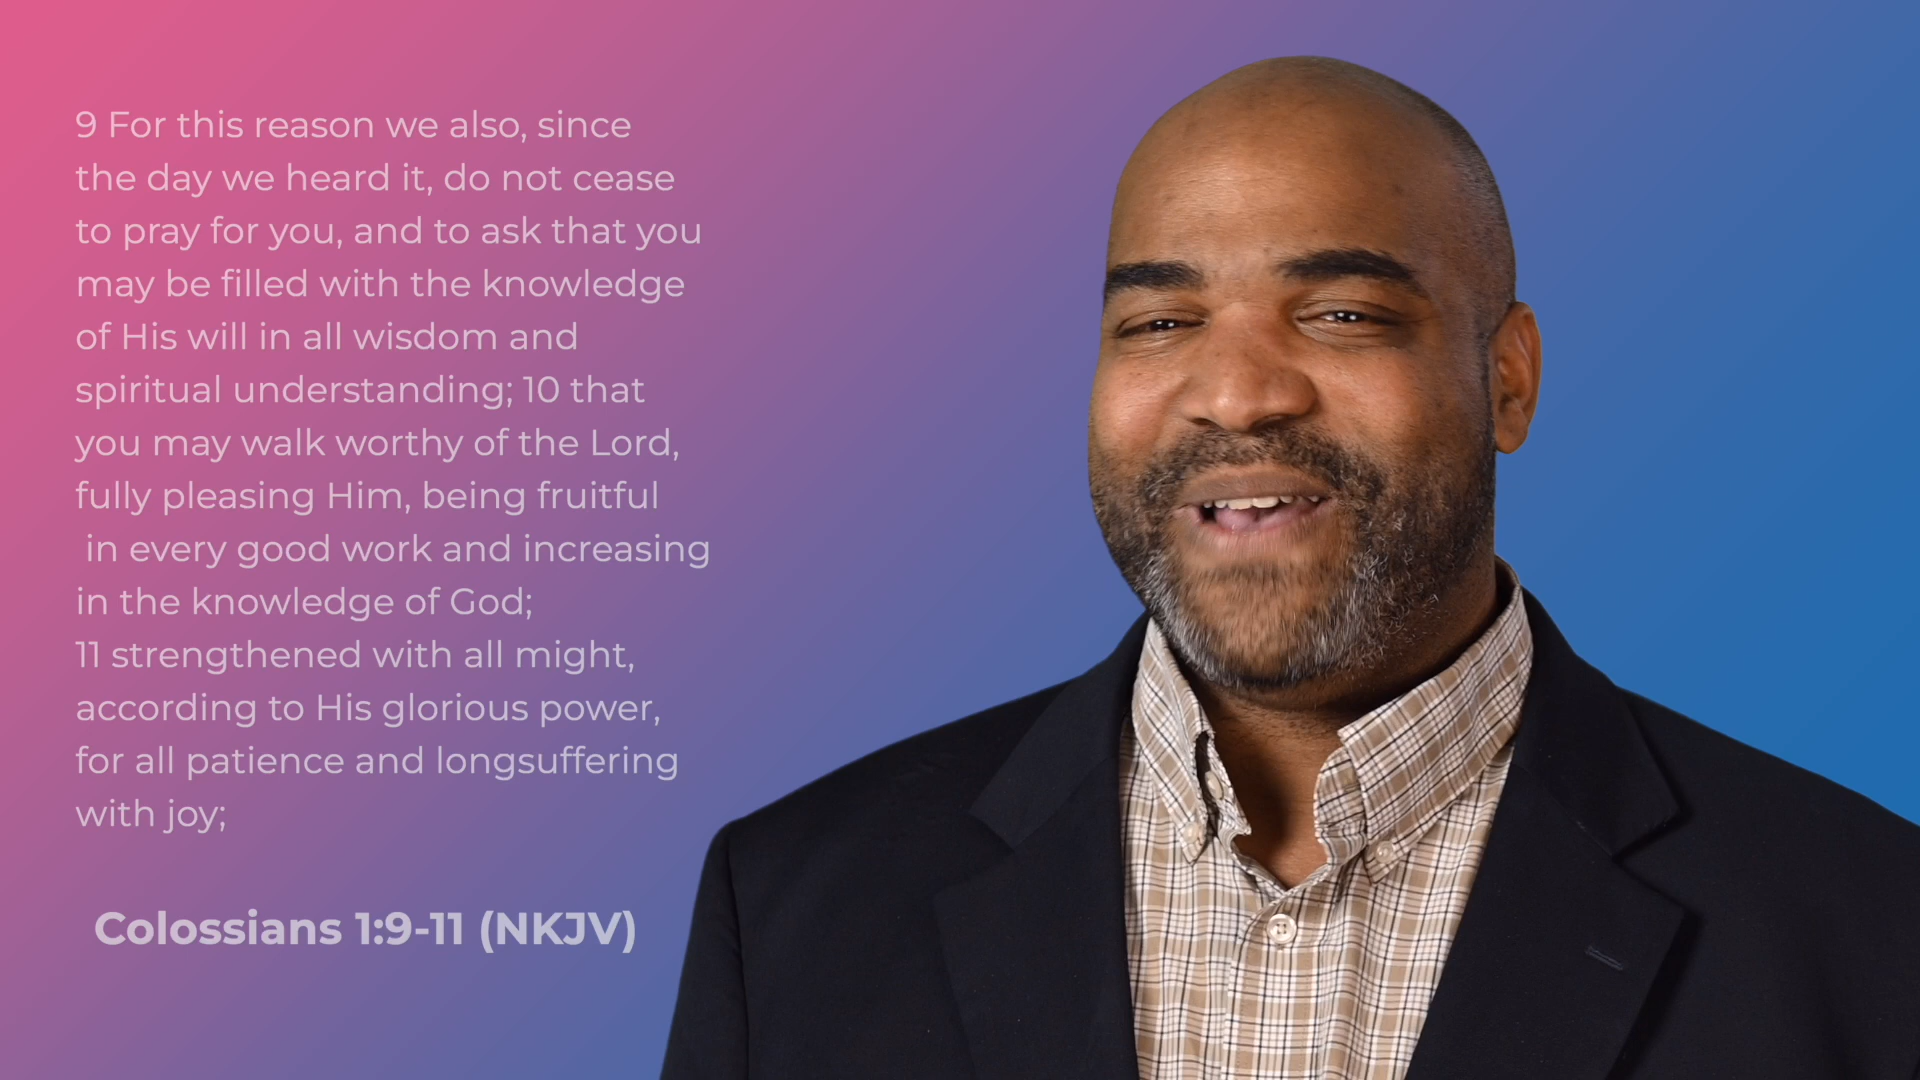 9 For this reason we also, since
the day we heard it, do not cease
to pray for you, and to ask that you
may be filled with the knowledge
of His will in all wisdom and
spiritual understanding; 10 that
you may walk worthy of the Lord,
fully pleasing Him, being fruitful
in every good work and increasing
in the knowledge of God;
11 strengthened with all might,
according to His glorious power,
for all patience and longsuffering
with joy;
Colossians 1:9-11 (NKJV)